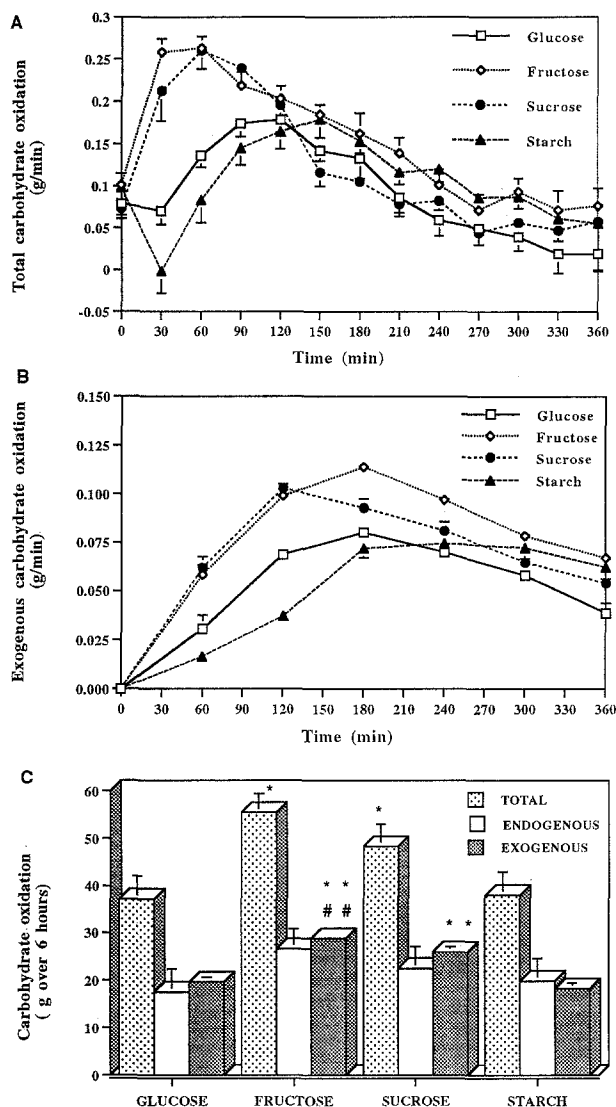 A
Total carbohydrate oxidation
(g/min)
0.3
0.25
0.2
0.15
0.1
0.05
0
-0.05
Glucose
Fructose
Sucrose
Starch
0 30 60 90 120 150 180 210 240 270 300 330 360
Time (min)
B
Exogenous carbohydrate oxidation
(g/min)
0.150
0.125
0.100
0.075
0.050
0.025
0.000
Glucose
Fructose
Sucrose
Starch
0 30 60 90 120 150 180 210 240 270 300 330 360
Time (min)
C
Carbohydrate oxidation
( g over 6 hours)
60
50
40
30
20
10
0
TOTAL
ENDOGENOUS
EXOGENOUS
*
*
* *
# #
* *
GLUCOSE FRUCTOSE SUCROSE STARCH